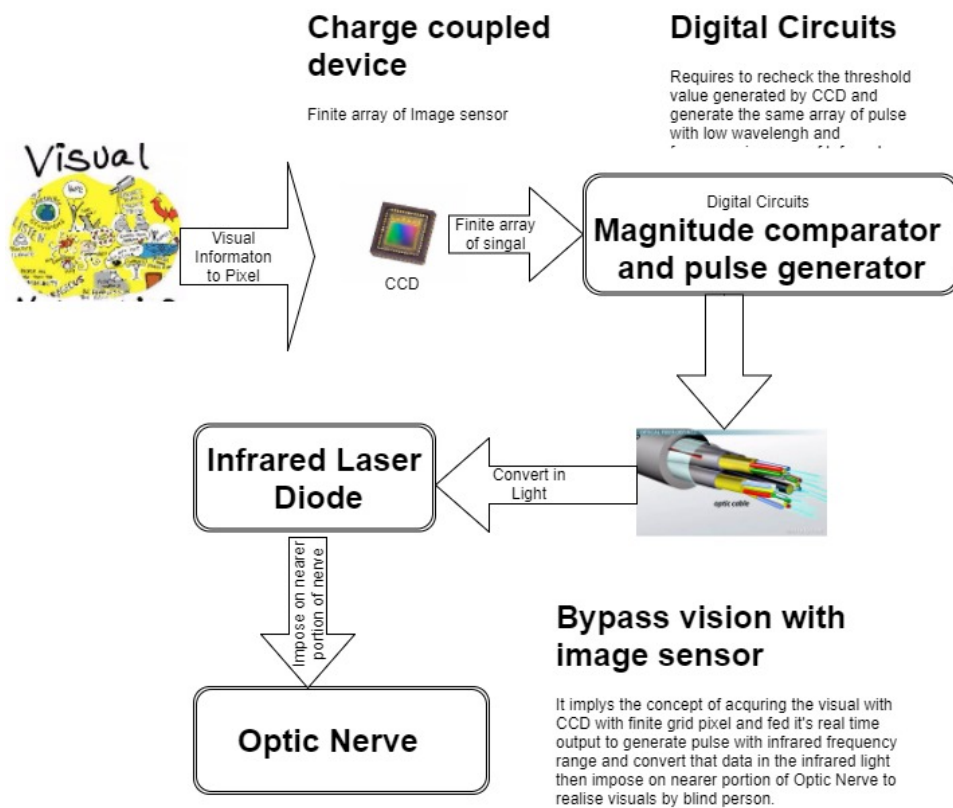 Charge coupled
device
Finite array of Image sensor
Digital Circuits
Requires to recheck the threshold
value generated by CCD and
generate the same array of pulse
with low wavelengh and
Visual
Visual
Informaton
to Pixel
CCD
Finite array
of singal
Digital Circuits
Magnitude comparator
and pulse generator
optic cable
Convert in
Light
Infrared Laser
Diode
Impose on nearer
portion of nerve
Optic Nerve
Bypass vision with
image sensor
It implys the concept of acquring the visual with
CCD with finite grid pixel and fed it's real time
output to generate pulse with infrared frequency
range and convert that data in the infrared light
then impose on nearer portion of Optic Nerve to
realise visuals by blind person.